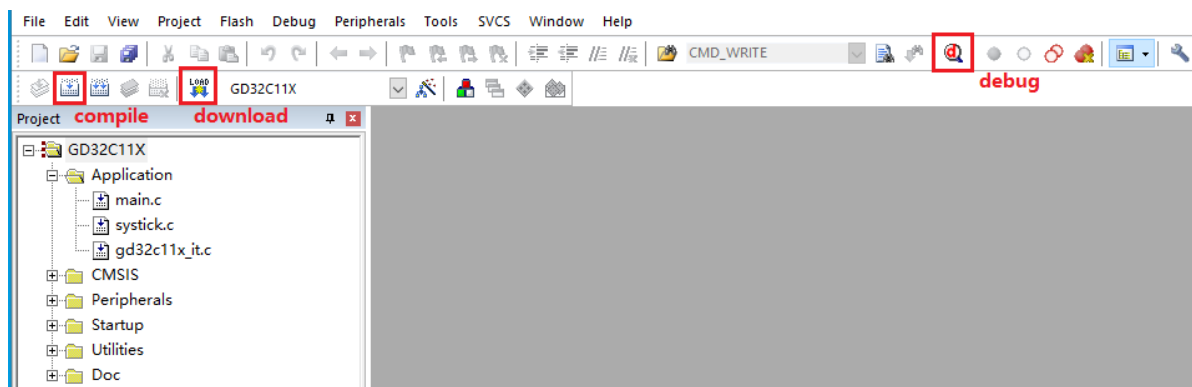 File Edit View Project Flash Debug Peripherals Tools SVCS Window Help
CMD_WRITE
debug
LOAD
GD32C11X
Project compile download
GD32C11X
Application
main.c
systick.c
gd32c11x_it.c
CMSIS
Peripherals
Startup
Utilities
Doc